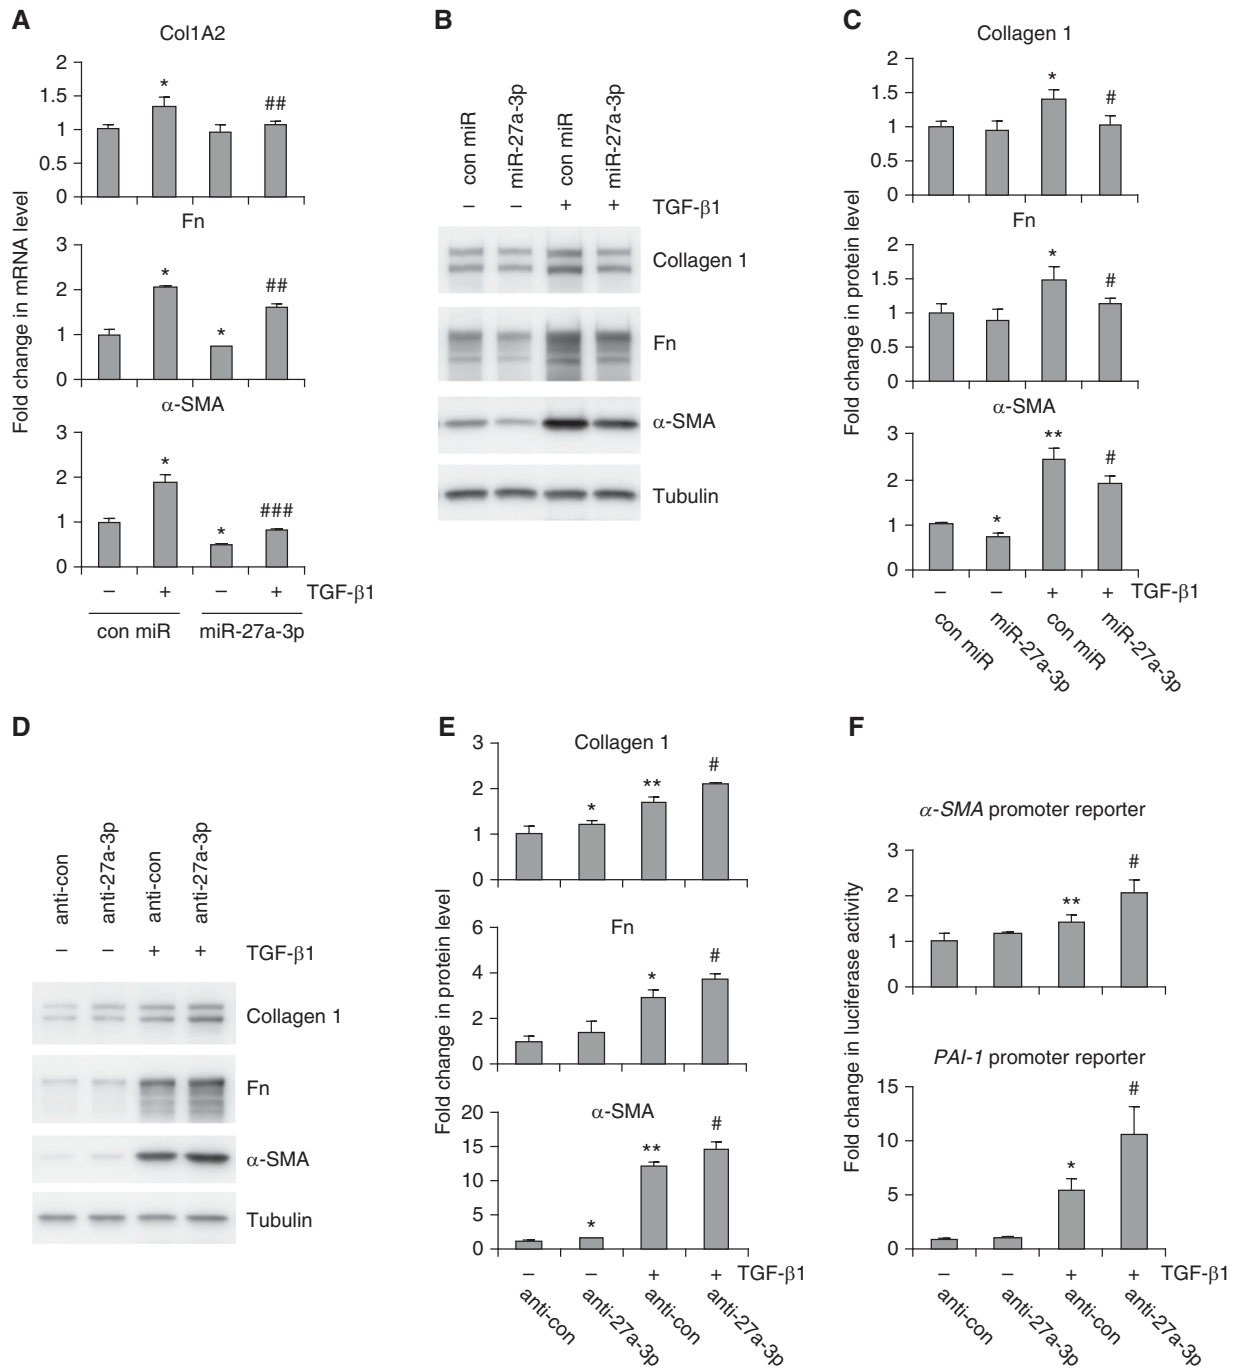 A
Col1A2
2
1.5
1
0.5
0
*
##
Fn
3
2
1
0
*
*
##
α-SMA
3
2
1
0
*
*
###
Fold change in mRNA level
– + – + TGF-β1
con miR miR-27a-3p
B
con miR miR-27a-3p con miR miR-27a-3p
– – + + TGF-β1
Collagen 1
Fn
α-SMA
Tubulin
C
Collagen 1
2
1.5
1
0.5
0
*
#
Fn
2
1.5
1
0.5
0
*
#
α-SMA
3
2
1
0
*
**
#
Fold change in protein level
– – + + TGF-β1
con miR miR-27a-3p con miR miR-27a-3p
D
anti-con anti-27a-3p anti-con anti-27a-3p
– – + + TGF-β1
Collagen 1
Fn
α-SMA
Tubulin
E
Collagen 1
3
2
1
0
*
**
#
Fn
6
4
2
0
*
#
α-SMA
20
15
10
5
0
*
**
#
Fold change in protein level
– – + + TGF-β1
anti-con anti-27a-3p anti-con anti-27a-3p
F
α-SMA promoter reporter
3
2
1
0
**
#
PAI-1 promoter reporter
15
10
5
0
*
#
Fold change in luciferase activity
– – + + TGF-β1
anti-con anti-27a-3p anti-con anti-27a-3p